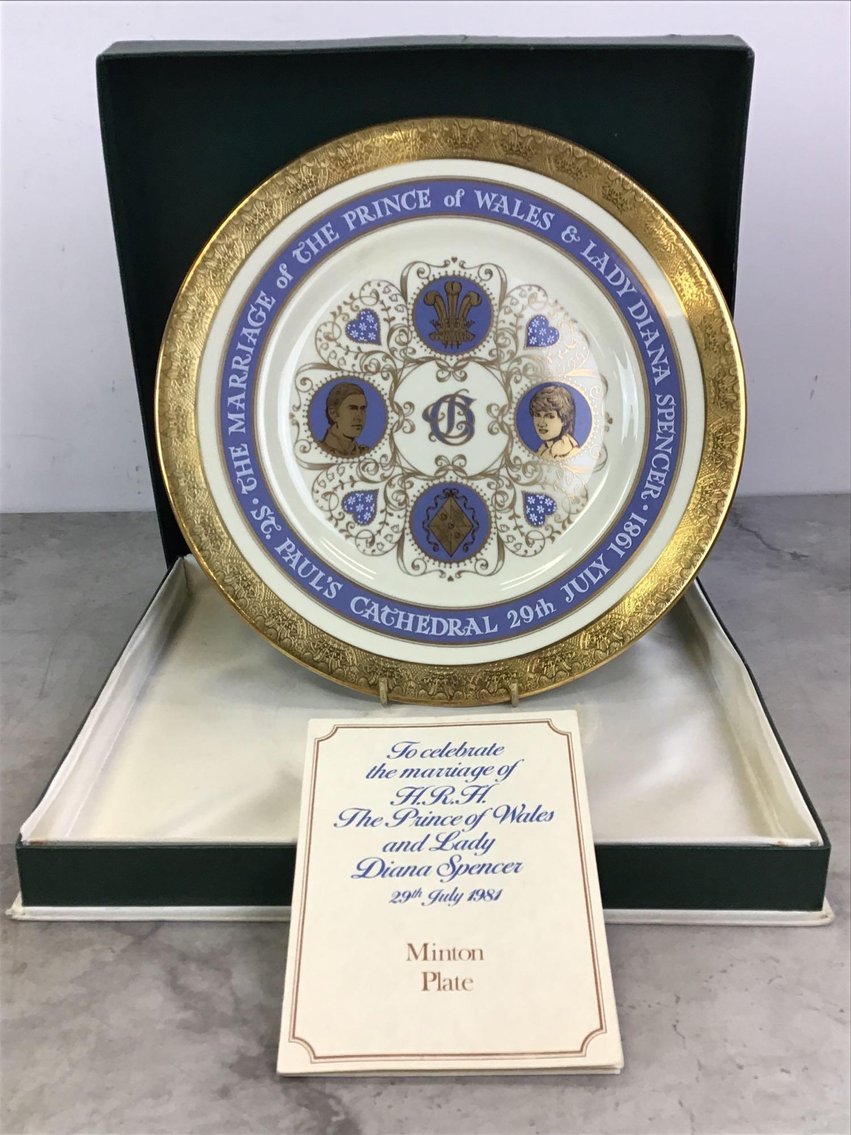 · THE MARRIAGE of THE PRINCE of WALES & LADY DIANA SPENCER ·
ST. PAUL'S CATHEDRAL 29th JULY 1981
To celebrate
the marriage of
H.R.H.
The Prince of Wales
and Lady
Diana Spencer
29th July 1981
Minton
Plate